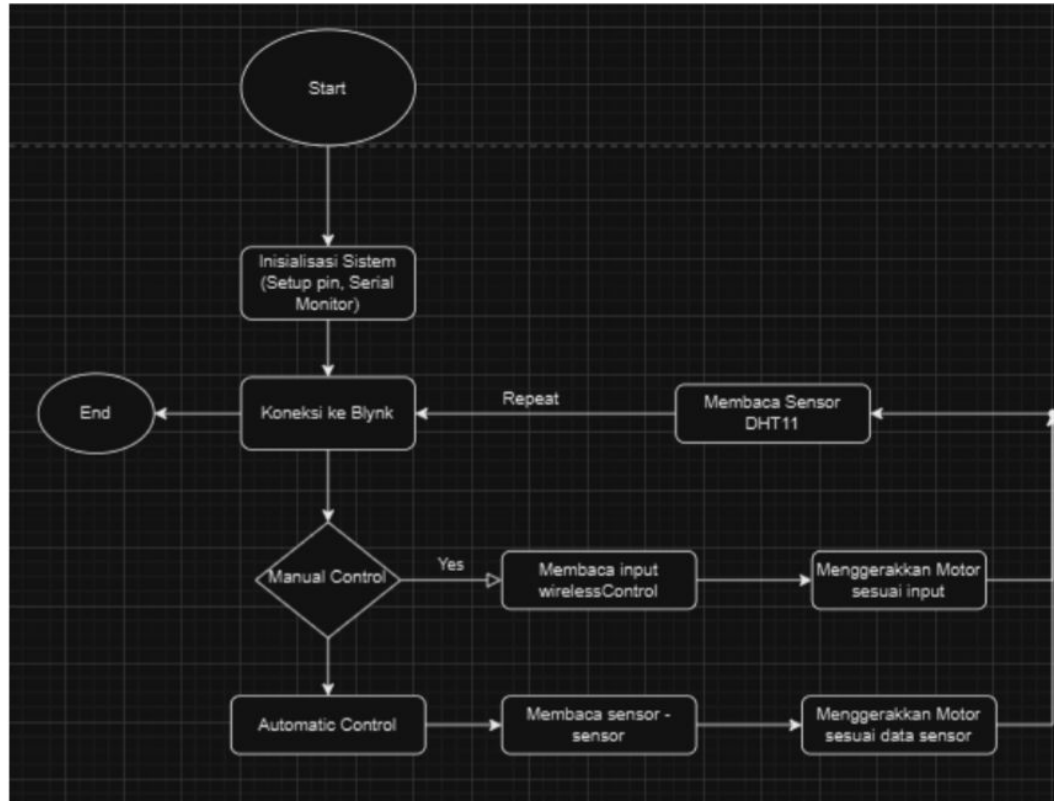 Start
Inisialisasi Sistem
(Setup pin, Serial
Monitor)
End
Koneksi ke Blynk
Repeat
Membaca Sensor
DHT11
Manual Control
Yes
Membaca input
wirelessControl
Menggerakkan Motor
sesuai input
Automatic Control
Membaca sensor -
sensor
Menggerakkan Motor
sesuai data sensor